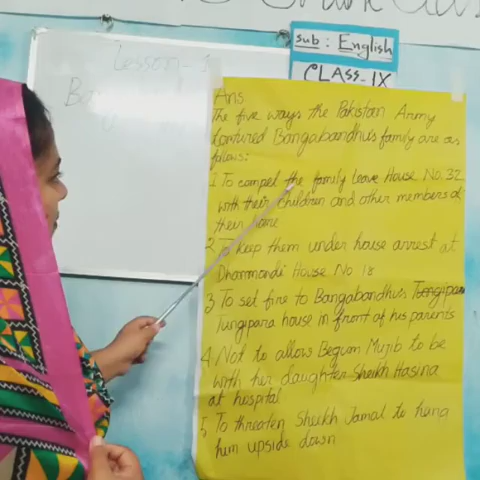 sub: English
CLASS-IX
Lesson-1
Ans
The five ways the Pakistan Army
tortured Bangabandhu's family are as
follows:
1 To compel the family leave House No. 32
with their children and other members of
their home
2 To keep them under house arrest at
Dhanmondi House No 18
3 To set fire to Bangabandhu's
Tungipara house in front of his parents
4 Not to allow Begum Mujib to be
with her daughter Sheikh Hasina
at hospital
5 To threaten Sheikh Jamal to hang
him upside down